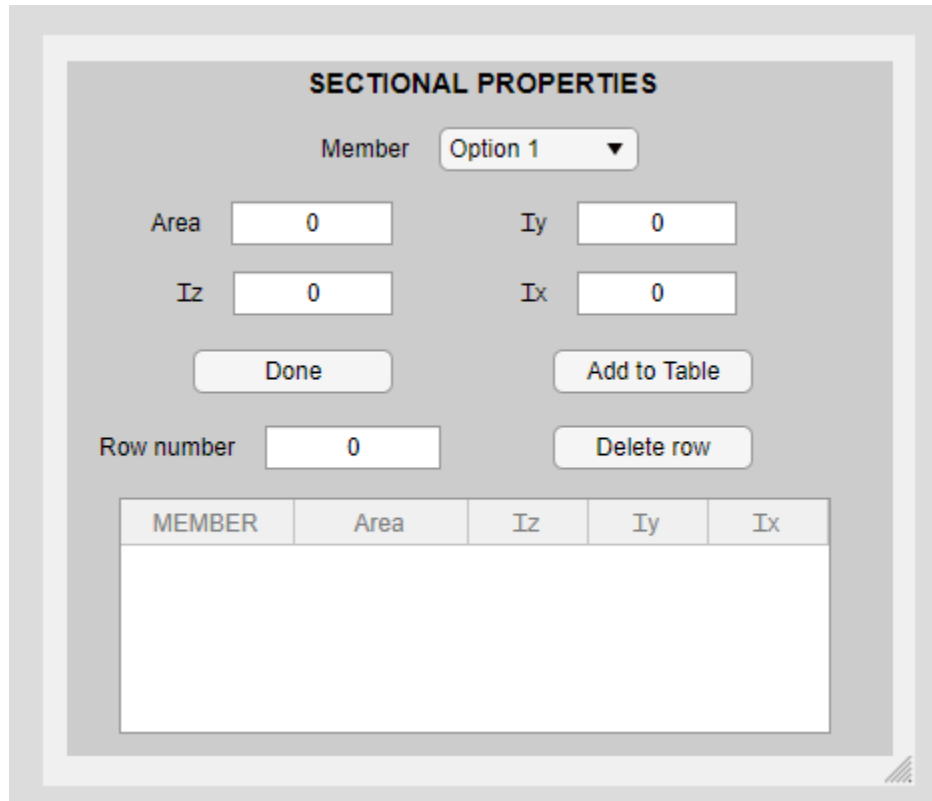 SECTIONAL PROPERTIES
Member Option 1
Area 0 Iy 0
Iz 0 Ix 0
Done Add to Table
Row number 0 Delete row
MEMBER Area Iz Iy Ix